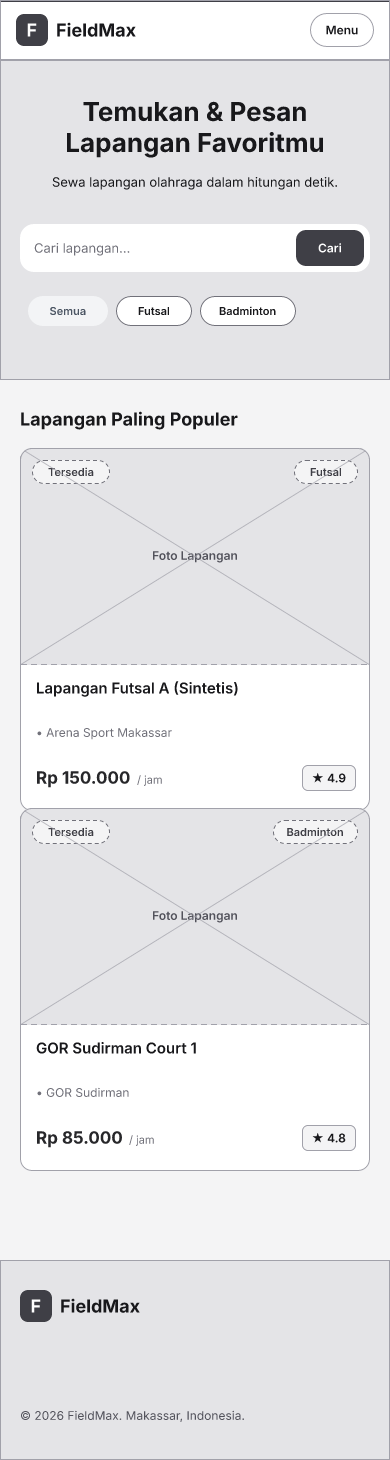 F FieldMax
Menu
Temukan & Pesan
Lapangan Favoritmu
Sewa lapangan olahraga dalam hitungan detik.
Cari lapangan...
Cari
Semua
Futsal
Badminton
Lapangan Paling Populer
Tersedia
Futsal
Foto Lapangan
Lapangan Futsal A (Sintetis)
• Arena Sport Makassar
Rp 150.000 / jam
★ 4.9
Tersedia
Badminton
Foto Lapangan
GOR Sudirman Court 1
• GOR Sudirman
Rp 85.000 / jam
★ 4.8
F FieldMax
© 2026 FieldMax. Makassar, Indonesia.